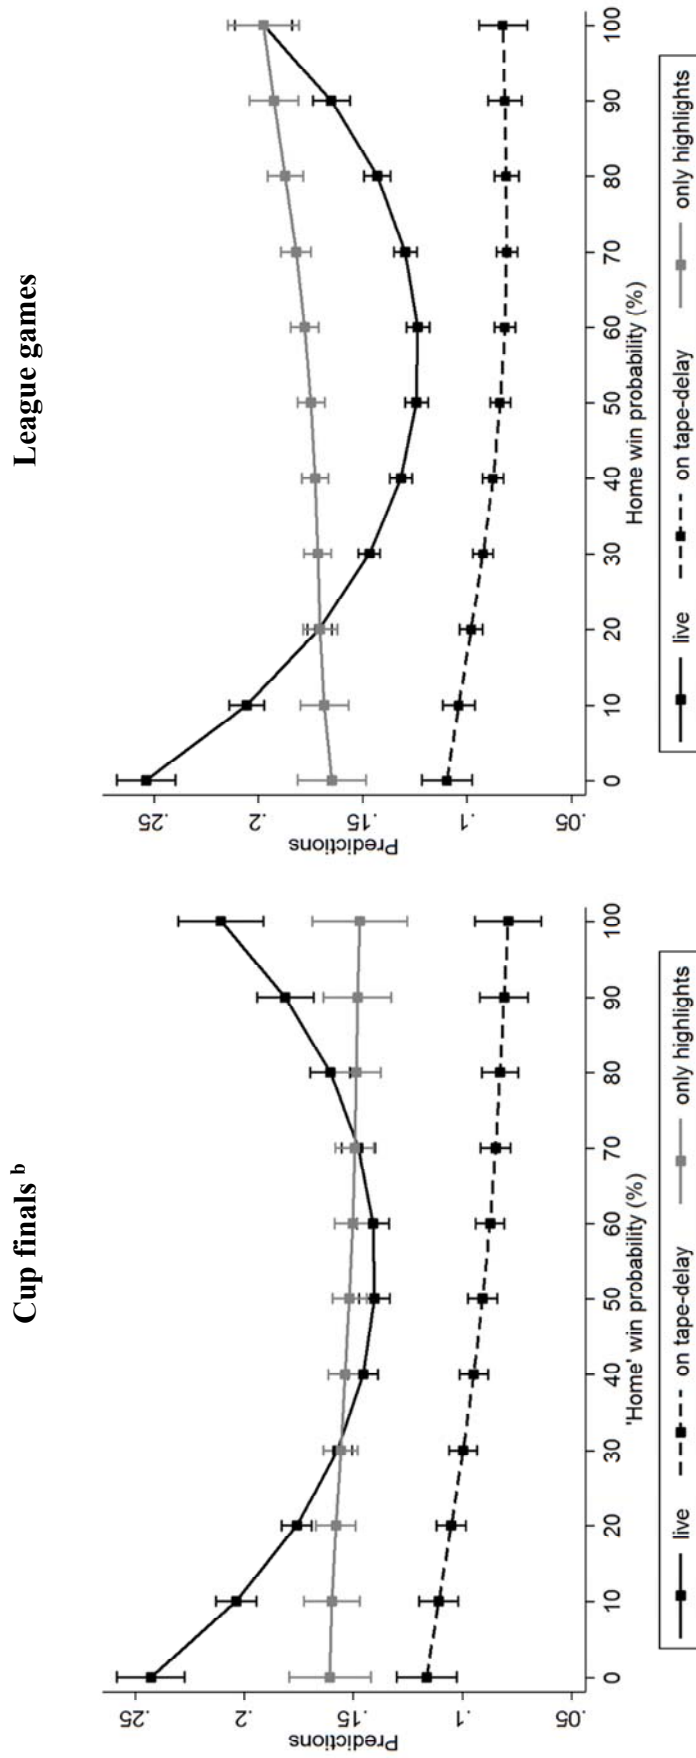 Cup finals b
Predictions
.25
.2
.15
.1
.05
0 10 20 30 40 50 60 70 80 90 100
'Home' win probability (%)
live on tape-delay only highlights
League games
Predictions
.25
.2
.15
.1
.05
0 10 20 30 40 50 60 70 80 90 100
Home win probability (%)
live on tape-delay only highlights